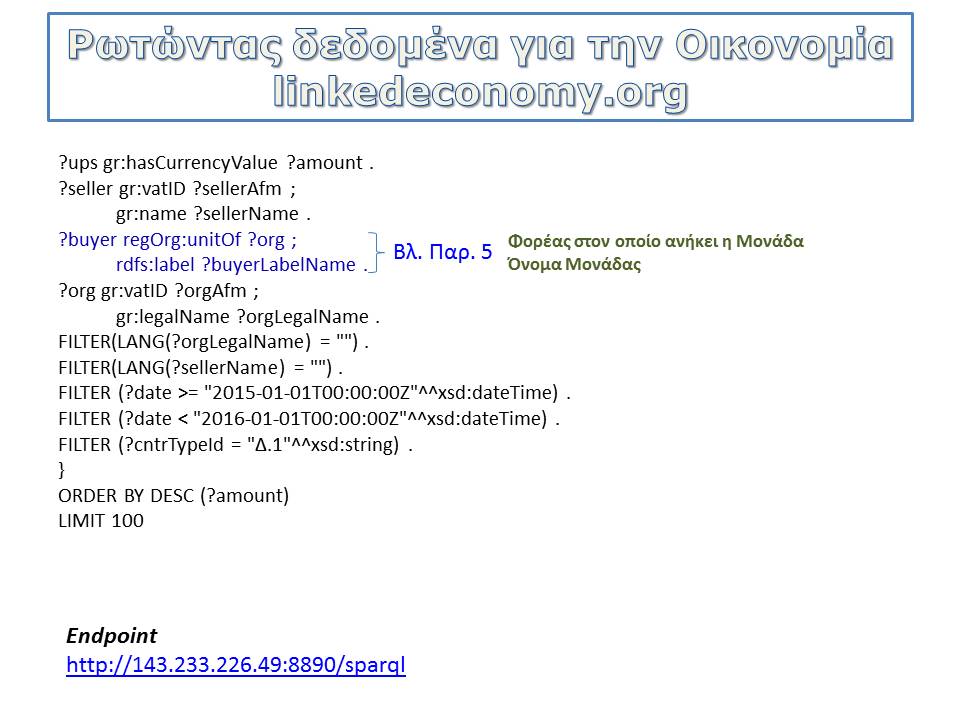 Ρωτώντας δεδομένα για την Οικονομία
linkedeconomy.org
?ups gr:hasCurrencyValue ?amount .
?seller gr:vatID ?sellerAfm ;
gr:name ?sellerName .
?buyer regOrg:unitOf ?org ;
rdfs:label ?buyerLabelName .
Βλ. Παρ. 5
Φορέας στον οποίο ανήκει η Μονάδα
Όνομα Μονάδας
?org gr:vatID ?orgAfm ;
gr:legalName ?orgLegalName .
FILTER(LANG(?orgLegalName) = "") .
FILTER(LANG(?sellerName) = "") .
FILTER (?date >= "2015-01-01T00:00:00Z"^^xsd:dateTime) .
FILTER (?date < "2016-01-01T00:00:00Z"^^xsd:dateTime) .
FILTER (?cntrTypeId = "Δ.1"^^xsd:string) .
}
ORDER BY DESC (?amount)
LIMIT 100
Endpoint
http://143.233.226.49:8890/sparql